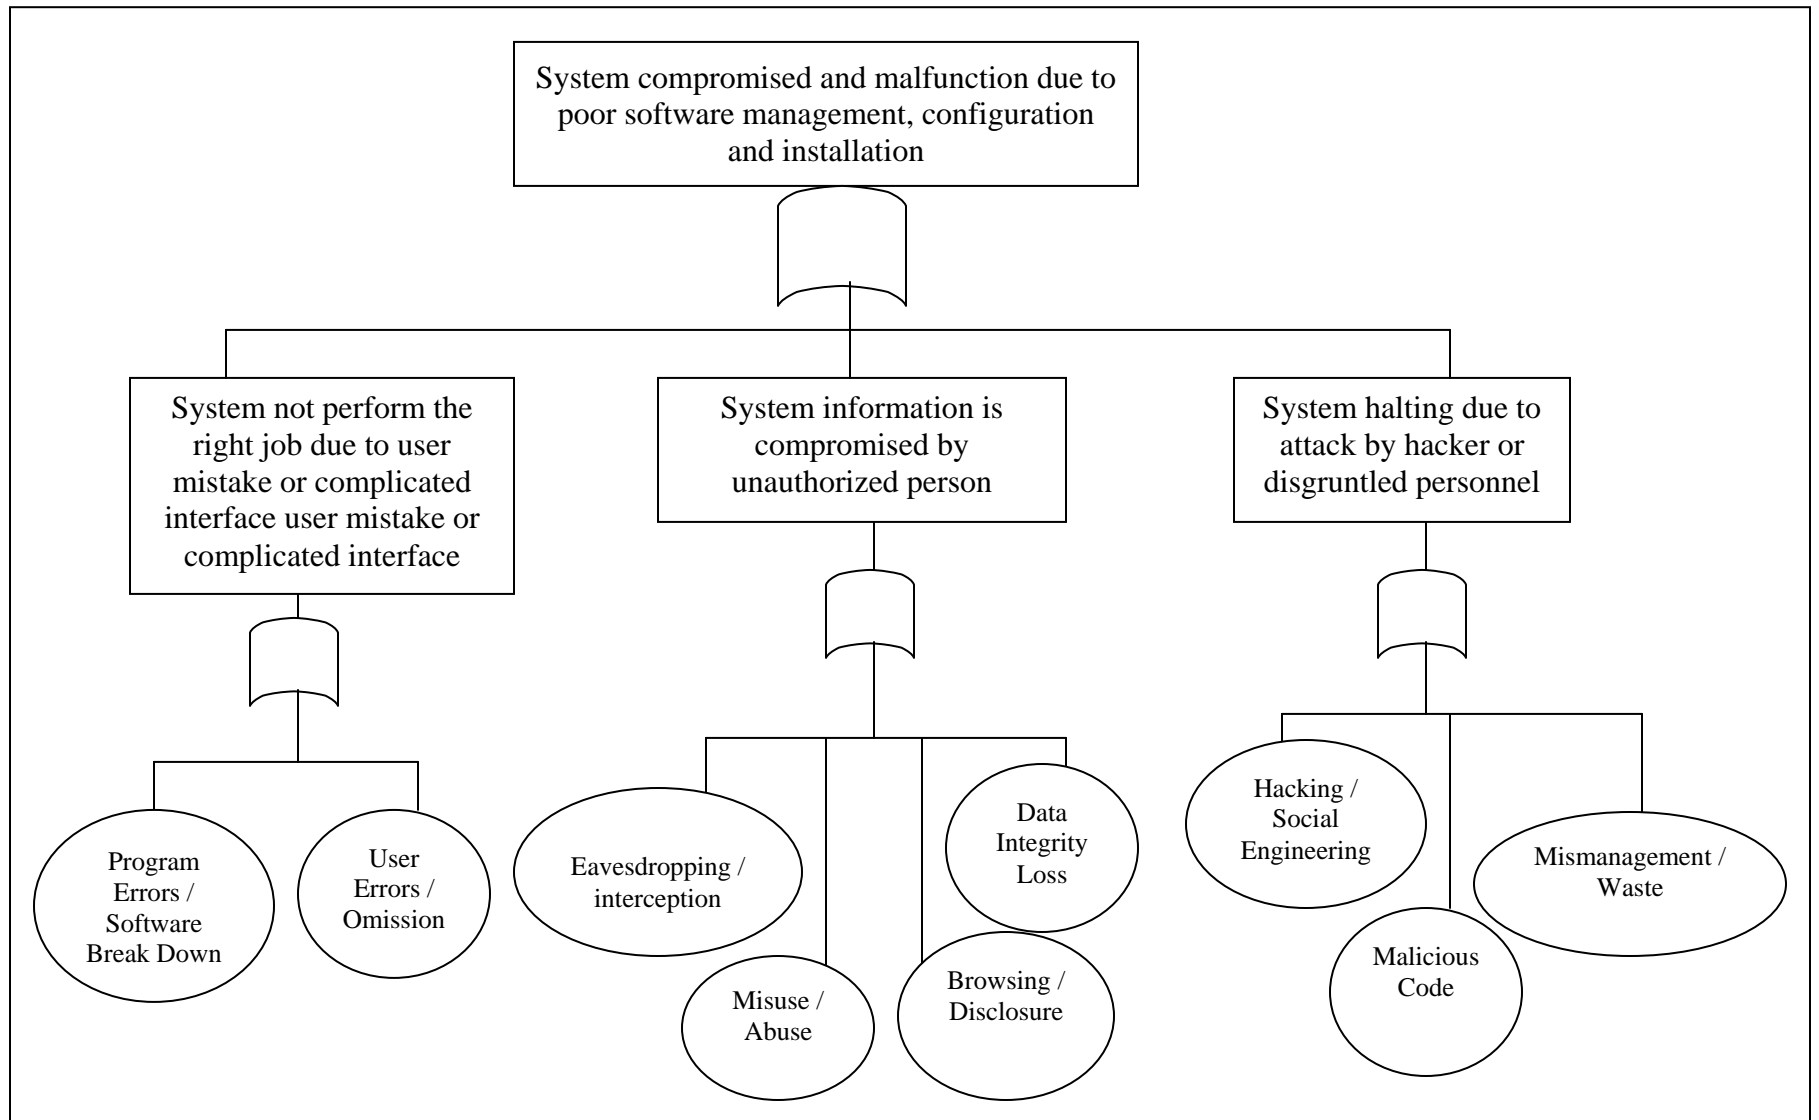 System compromised and malfunction due to
poor software management, configuration
and installation
System not perform the
right job due to user
mistake or complicated
interface user mistake or
complicated interface
System information is
compromised by
unauthorized person
System halting due to
attack by hacker or
disgruntled personnel
Program
Errors /
Software
Break Down
User
Errors /
Omission
Eavesdropping /
interception
Misuse /
Abuse
Browsing /
Disclosure
Data
Integrity
Loss
Hacking /
Social
Engineering
Malicious
Code
Mismanagement /
Waste